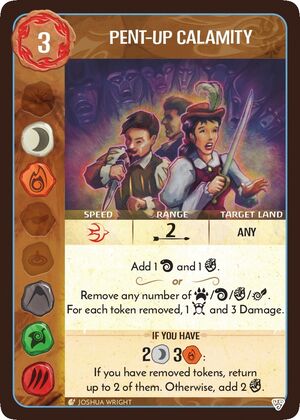 3
PENT-UP CALAMITY
SPEED RANGE TARGET LAND
2 ANY
Add 1 and 1 .
or
Remove any number of / / / .
For each token removed, 1 and 3 Damage.
IF YOU HAVE
2 3 :
If you have removed tokens, return
up to 2 of them. Otherwise, add 2 .
JOSHUA WRIGHT